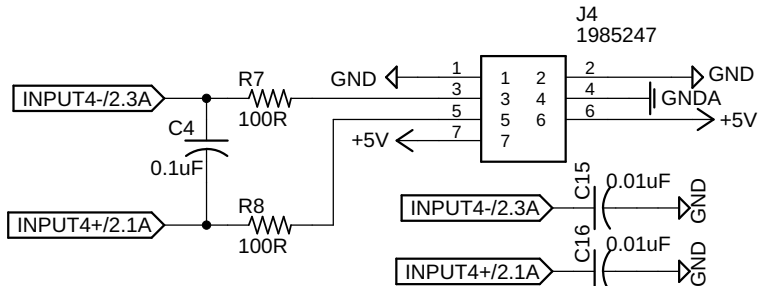 J4
1985247
GND
1
1
2
2
GND
INPUT4-/2.3A
R7
100R
3
3
4
4
GNDA
C4
0.1uF
5
5
6
6
+5V
+5V
7
7
INPUT4+/2.1A
R8
100R
INPUT4-/2.3A
C15
0.01uF
GND
INPUT4+/2.1A
C16
0.01uF
GND